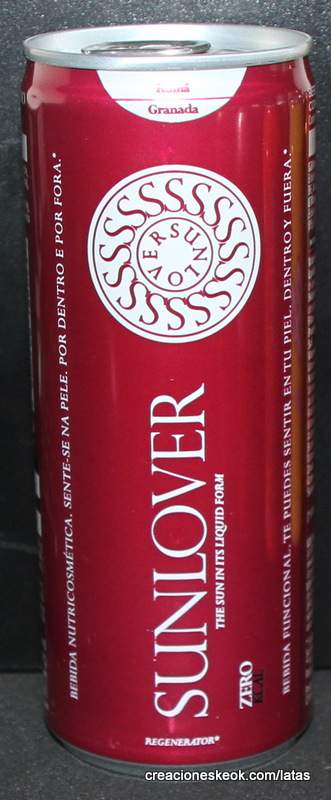 Romã
Granada
SUNLOVER
BEBIDA NUTRICOSMÉTICA. SENTE-SE NA PELE. POR DENTRO E POR FORA.*
SUNLOVER
THE SUN IN ITS LIQUID FORM
BEBIDA FUNCIONAL. TE PUEDES SENTIR EN TU PIEL. DENTRO Y FUERA.*
ZERO
KCAL
REGENERATOR*
creacioneskeok.com/latas